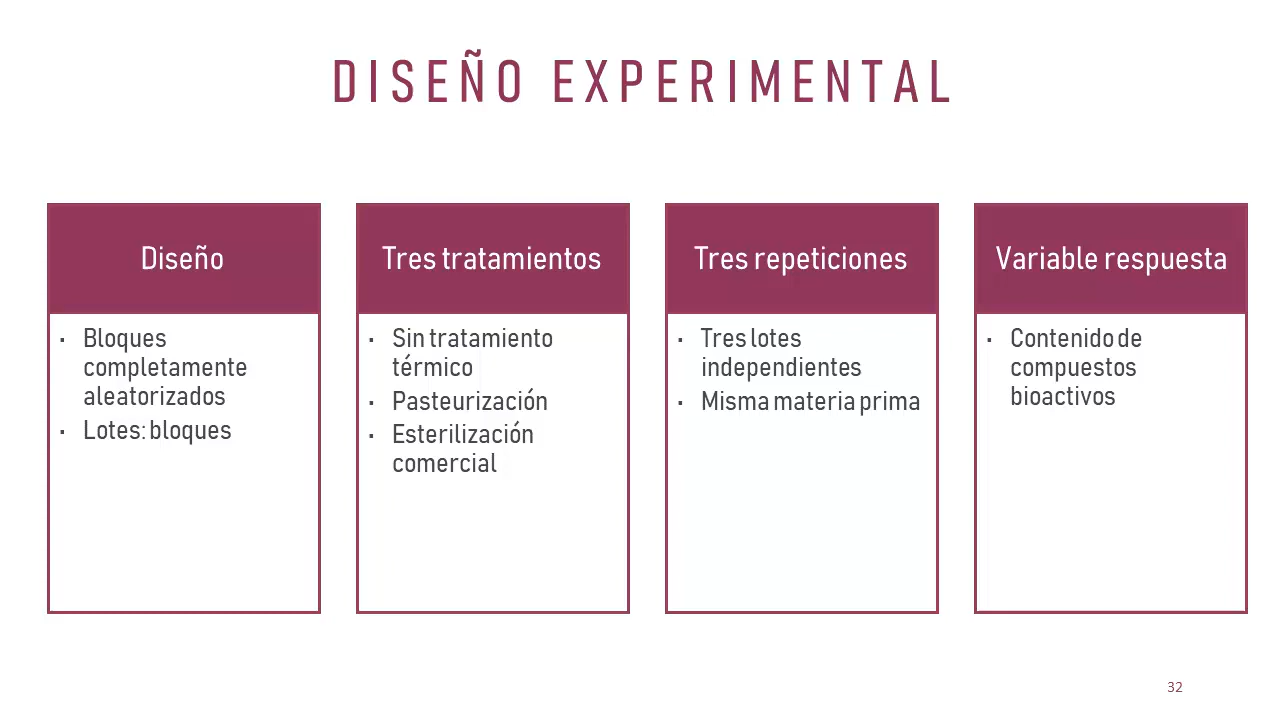 DISEÑO EXPERIMENTAL
Diseño
· Bloques
completamente
aleatorizados
· Lotes: bloques
Tres tratamientos
· Sin tratamiento
térmico
· Pasteurización
· Esterilización
comercial
Tres repeticiones
· Tres lotes
independientes
· Misma materia prima
Variable respuesta
· Contenido de
compuestos
bioactivos
32